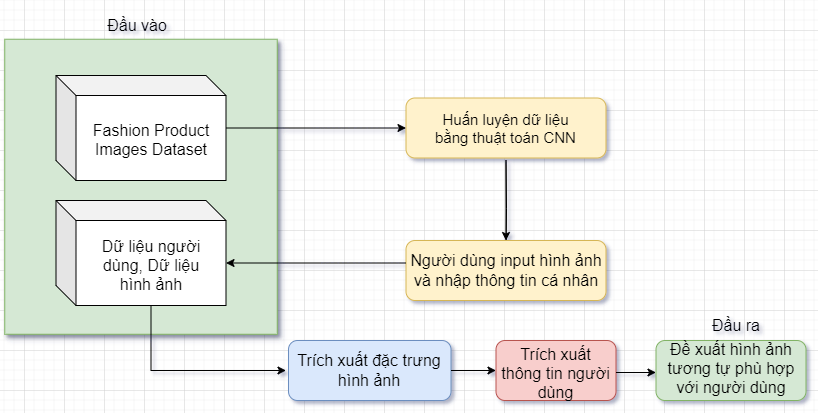 Đầu vào
Fashion Product
Images Dataset
Huấn luyện dữ liệu
bằng thuật toán CNN
Dữ liệu người
dùng, Dữ liệu
hình ảnh
Người dùng input hình ảnh
và nhập thông tin cá nhân
Trích xuất đặc trưng
hình ảnh
Trích xuất
thông tin người
dùng
Đầu ra
Đề xuất hình ảnh
tương tự phù hợp
với người dùng